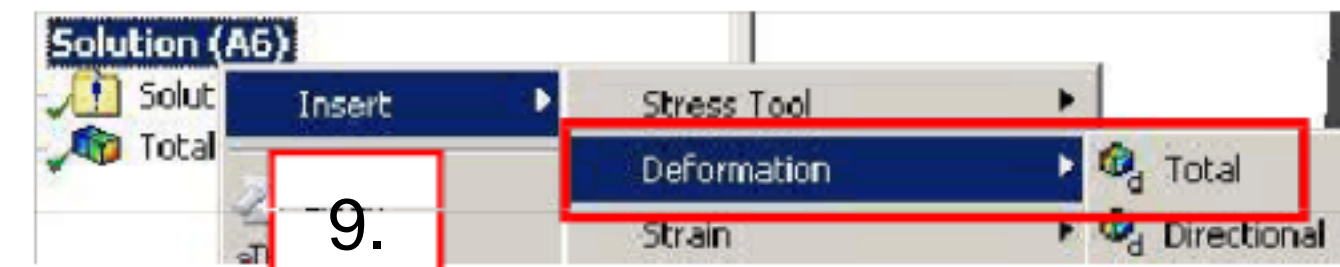 Solution (A6)
Solut Insert Stress Tool
Total Deformation Total
9. Strain Directional